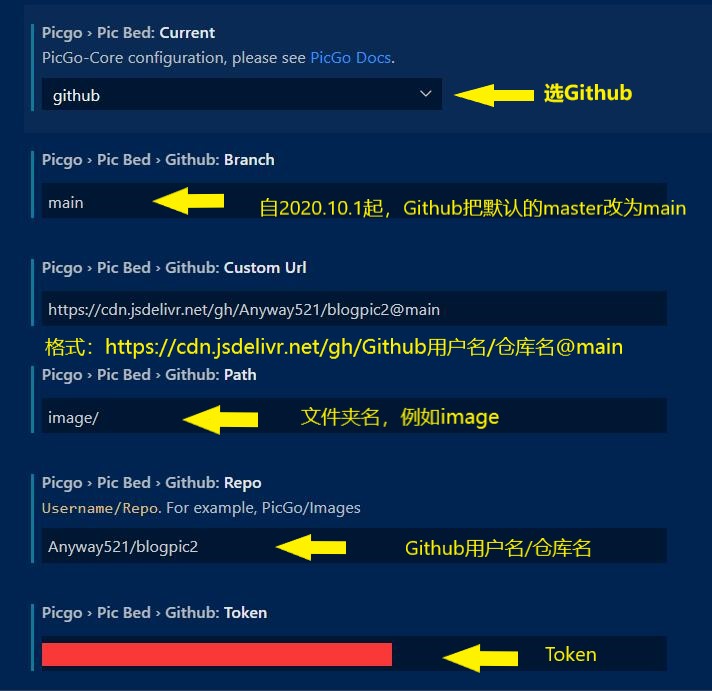 Picgo › Pic Bed: Current
PicGo-Core configuration, please see PicGo Docs.
github
选Github
Picgo › Pic Bed › Github: Branch
main
自2020.10.1起，Github把默认的master改为main
Picgo › Pic Bed › Github: Custom Url
https://cdn.jsdelivr.net/gh/Anyway521/blogpic2@main
格式：https://cdn.jsdelivr.net/gh/Github用户名/仓库名@main
Picgo › Pic Bed › Github: Path
image/
文件夹名，例如image
Picgo › Pic Bed › Github: Repo
Username/Repo. For example, PicGo/Images
Anyway521/blogpic2
Github用户名/仓库名
Picgo › Pic Bed › Github: Token
Token